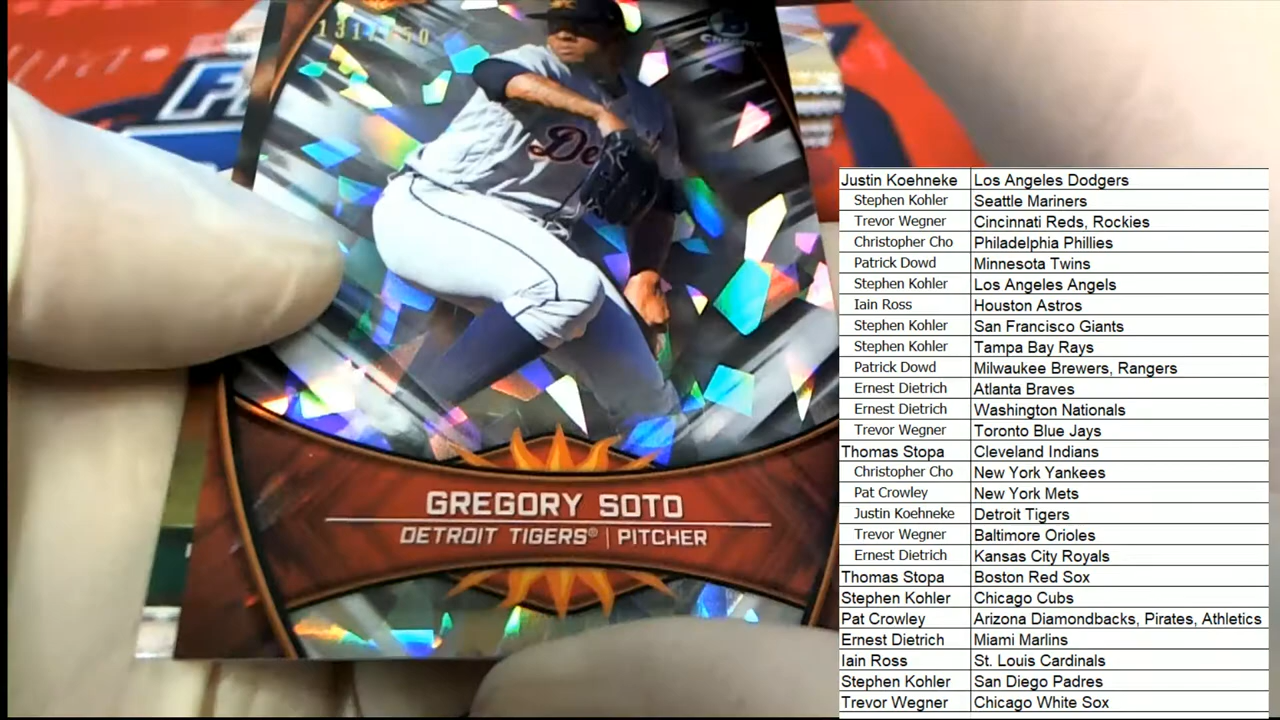 Chrome
De
GREGORY SOTO
DETROIT TIGERS® | PITCHER
Justin Koehneke Los Angeles Dodgers
Stephen Kohler Seattle Mariners
Trevor Wegner Cincinnati Reds, Rockies
Christopher Cho Philadelphia Phillies
Patrick Dowd Minnesota Twins
Stephen Kohler Los Angeles Angels
Iain Ross Houston Astros
Stephen Kohler San Francisco Giants
Stephen Kohler Tampa Bay Rays
Patrick Dowd Milwaukee Brewers, Rangers
Ernest Dietrich Atlanta Braves
Ernest Dietrich Washington Nationals
Trevor Wegner Toronto Blue Jays
Thomas Stopa Cleveland Indians
Christopher Cho New York Yankees
Pat Crowley New York Mets
Justin Koehneke Detroit Tigers
Trevor Wegner Baltimore Orioles
Ernest Dietrich Kansas City Royals
Thomas Stopa Boston Red Sox
Stephen Kohler Chicago Cubs
Pat Crowley Arizona Diamondbacks, Pirates, Athletics
Ernest Dietrich Miami Marlins
Iain Ross St. Louis Cardinals
Stephen Kohler San Diego Padres
Trevor Wegner Chicago White Sox